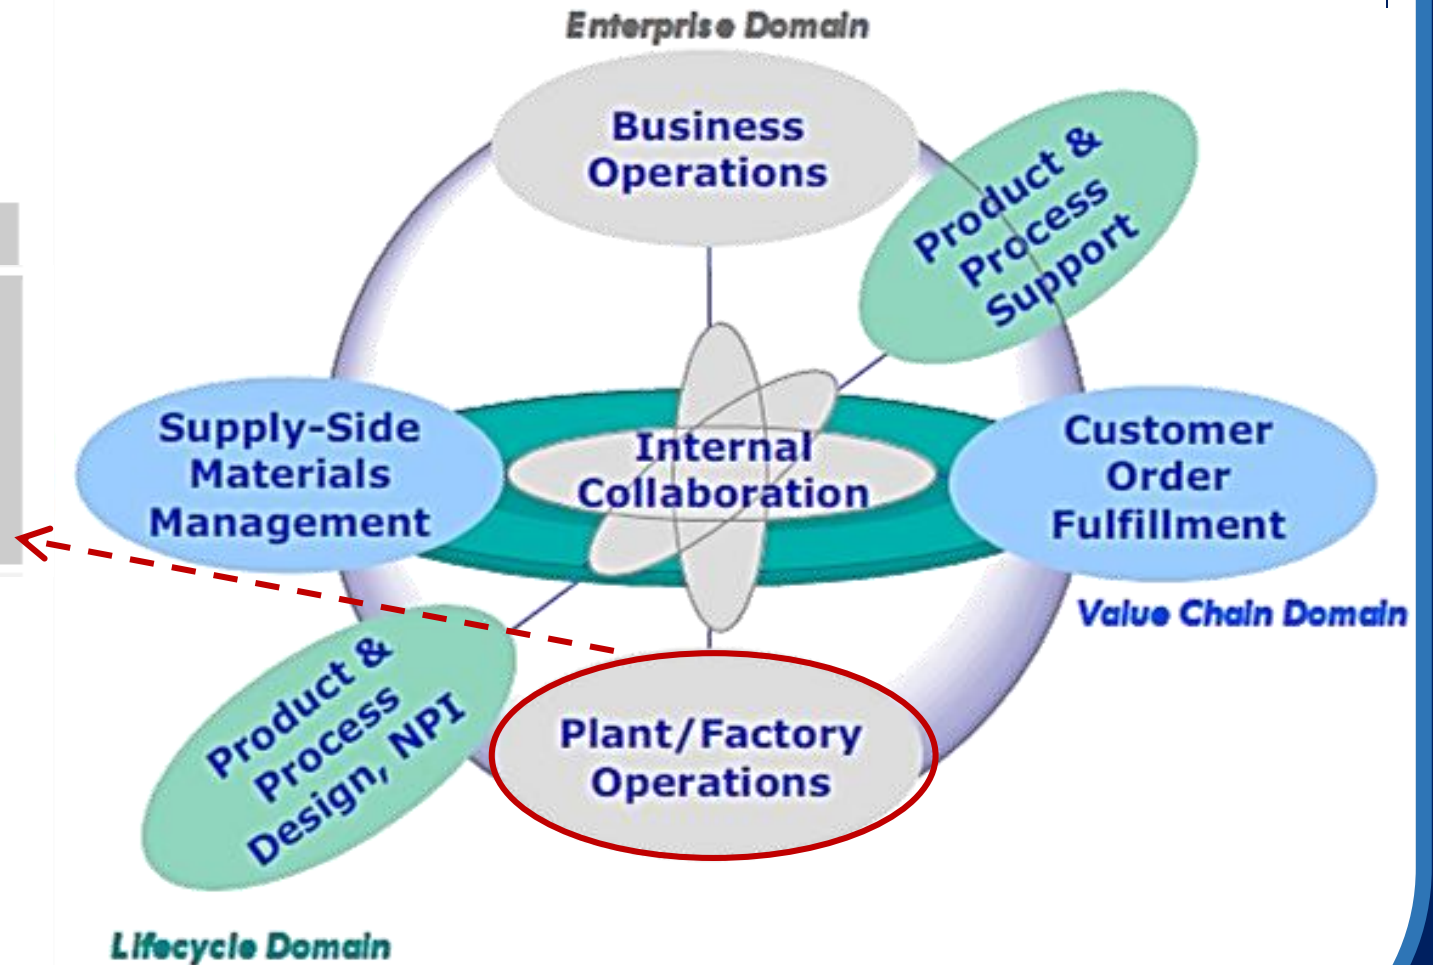 Enterprise Domain
Business
Operations
Product &
Process
Support
Supply-Side
Materials
Management
Internal
Collaboration
Customer
Order
Fulfillment
Value Chain Domain
Product &
Process
Design, NPI
Plant/Factory
Operations
Lifecycle Domain